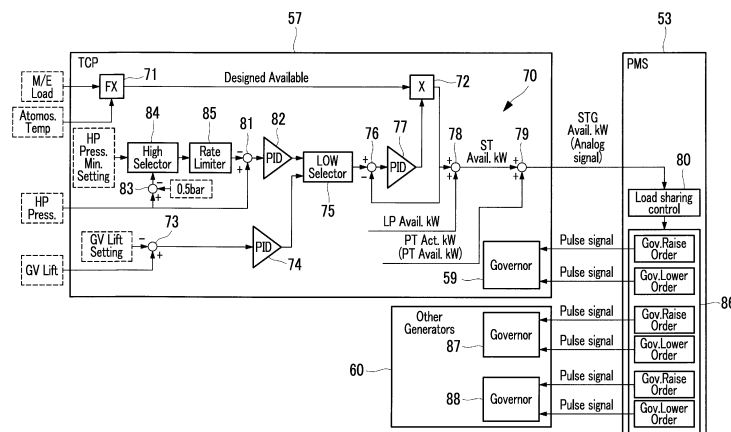 57
53
TCP
PMS
M/E
Load
FX
71
Designed Available
X
72
70
Atomos.
Temp
84
85
82
HP
Press.
Min.
Setting
High
Selector
Rate
Limiter
81
PID
LOW
Selector
75
76
77
PID
78
79
ST
Avail. kW
STG
Avail. kW
(Analog
signal)
80
Load sharing
control
83
0.5bar
HP
Press.
LP Avail. kW
PT Act. kW
(PT Avail. kW)
GV Lift
Setting
73
PID
74
GV Lift
Governor
59
Pulse signal
Gov.Raise
Order
Pulse signal
Gov.Lower
Order
86
Other
Generators
60
Governor
87
Pulse signal
Gov.Raise
Order
Pulse signal
Gov.Lower
Order
Governor
88
Pulse signal
Gov.Raise
Order
Pulse signal
Gov.Lower
Order